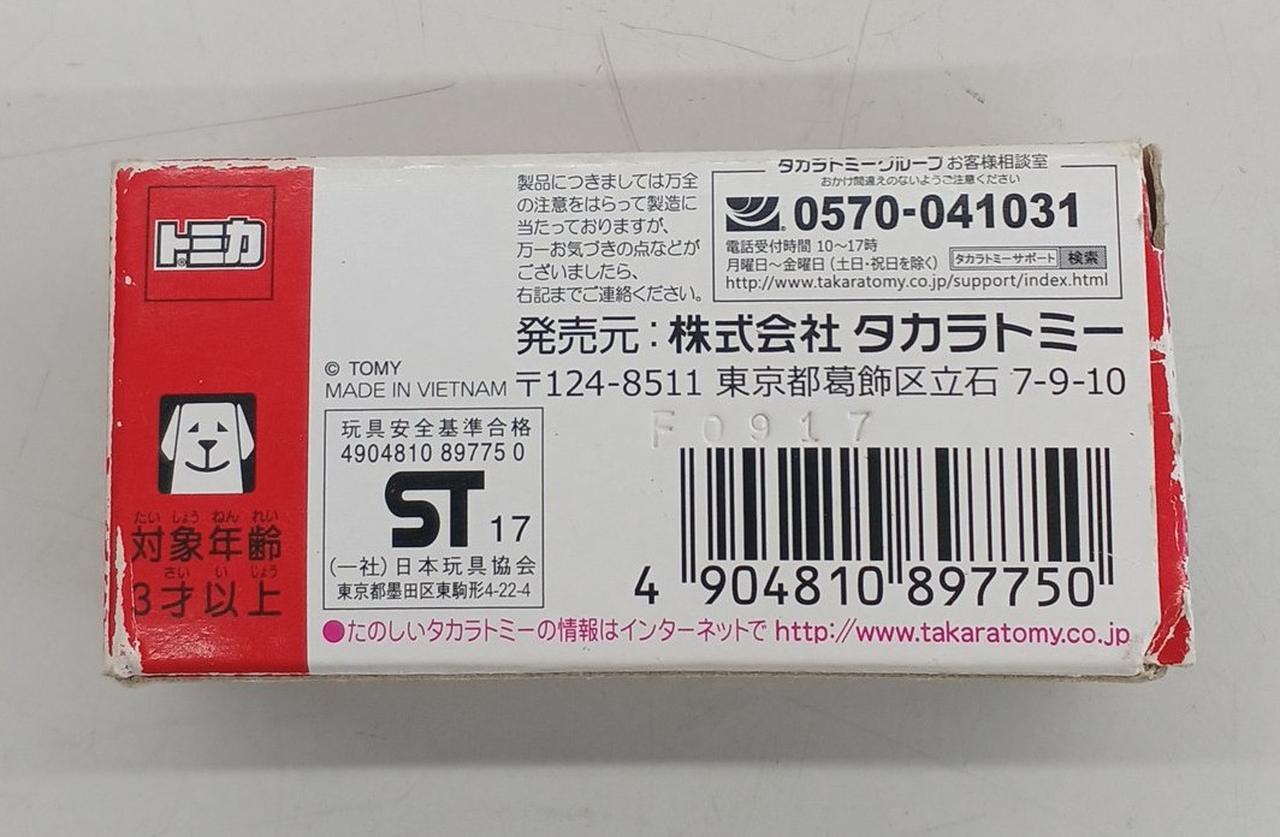 トミカ
®
対象年齢
たいしょうねんれい
3才以上
さいいじょう
製品につきましては万全
の注意をはらって製造に
当たっておりますが、
万一お気づきの点などが
ございましたら、
右記までご連絡ください。
タカラトミーグループ お客様相談室
おかけ間違えのないようご注意ください
0570-041031
電話受付時間 10〜17時
月曜日〜金曜日 (土日・祝日を除く) タカラトミーサポート 検索
http://www.takaratomy.co.jp/support/index.html
発売元:株式会社 タカラトミー
〒124-8511 東京都葛飾区立石 7-9-10
© TOMY
MADE IN VIETNAM
玩具安全基準合格
4904810 89775 0
ST 17
(一社)日本玩具協会
東京都墨田区東駒形4-22-4
F0917
4 904810 897750
●たのしいタカラトミーの情報はインターネットで http://www.takaratomy.co.jp